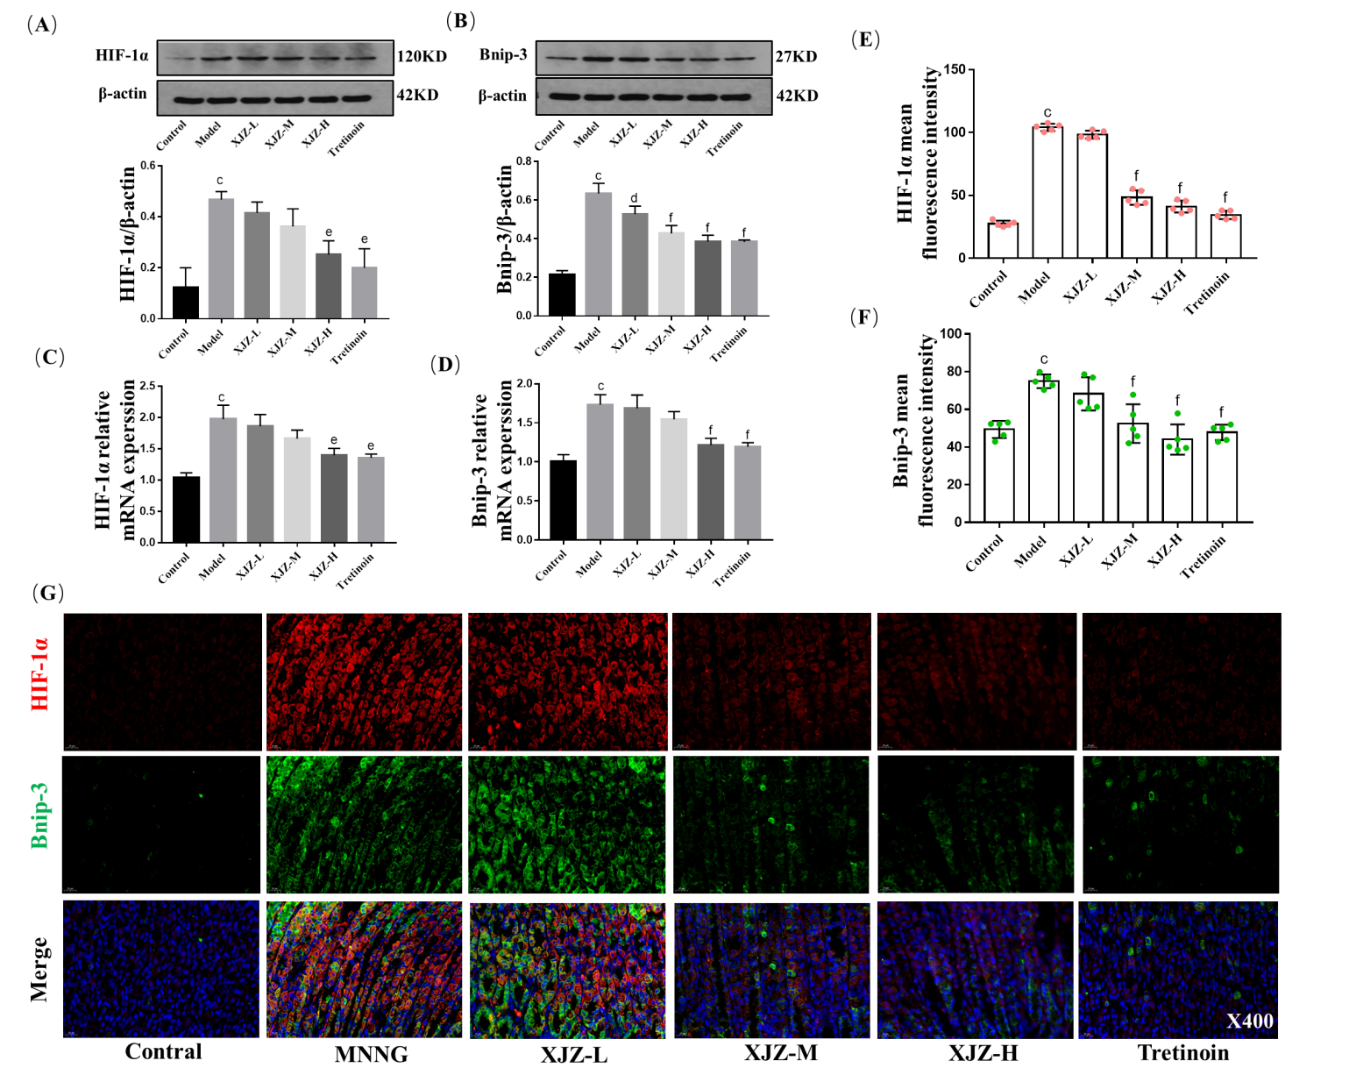 (A)
HIF-1α
120KD
β-actin
42KD
Control
Model
XJZ-L
XJZ-M
XJZ-H
Tretinoin
HIF-1α/β-actin
0.6
0.4
0.2
0.0
c
e
e
Control
Model
XJZ-L
XJZ-M
XJZ-H
Tretinoin
(B)
Bnip-3
27KD
β-actin
42KD
Control
Model
XJZ-L
XJZ-M
XJZ-H
Tretinoin
Bnip-3/β-actin
0.8
0.6
0.4
0.2
0.0
c
d
f
f
f
Control
Model
XJZ-L
XJZ-M
XJZ-H
Tretinoin
(C)
HIF-1α relative
mRNA experssion
2.5
2.0
1.5
1.0
0.5
0.0
c
e
e
Control
Model
XJZ-L
XJZ-M
XJZ-H
Tretinoin
(D)
Bnip-3 relative
mRNA experssion
2.0
1.5
1.0
0.5
0.0
c
f
f
Control
Model
XJZ-L
XJZ-M
XJZ-H
Tretinoin
(E)
HIF-1α mean
fluorescence intensity
150
100
50
0
c
f
f
f
Control
Model
XJZ-L
XJZ-M
XJZ-H
Tretinoin
(F)
Bnip-3 mean
fluorescence intensity
100
80
60
40
20
0
c
f
f
f
Control
Model
XJZ-L
XJZ-M
XJZ-H
Tretinoin
(G)
HIF-1α
Bnip-3
Merge
X400
Contral
MNNG
XJZ-L
XJZ-M
XJZ-H
Tretinoin